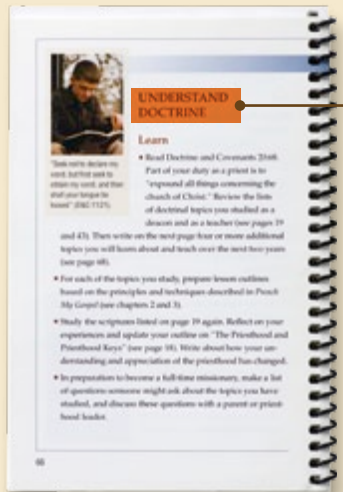 UNDERSTAND
DOCTRINE
Learn
"Seek not to declare my
word, but first seek to
obtain my word, and then
shall your tongue be
loosed" (D&C 11:21).
• Read Doctrine and Covenants 20:46.
Part of your duty as a priest is to
"expound all things concerning the
church of Christ." Review the lists
of doctrinal topics you studied as a
deacon and as a teacher (see pages 19
and 43). Then write on the next page four or more additional
topics you will learn about and teach over the next two years
(see page 68).
• For each of the topics you study, prepare lesson outlines
based on the principles and techniques described in Preach
My Gospel (see chapters 2 and 3).
• Study the scriptures listed on page 19 again. Reflect on your
experiences and update your outline on "The Priesthood and
Priesthood Keys" (see page 18). Write about how your un-
derstanding and appreciation of the priesthood has changed.
• In preparation to become a full-time missionary, make a list
of questions someone might ask about the topics you have
studied, and discuss these questions with a parent or priest-
hood leader.